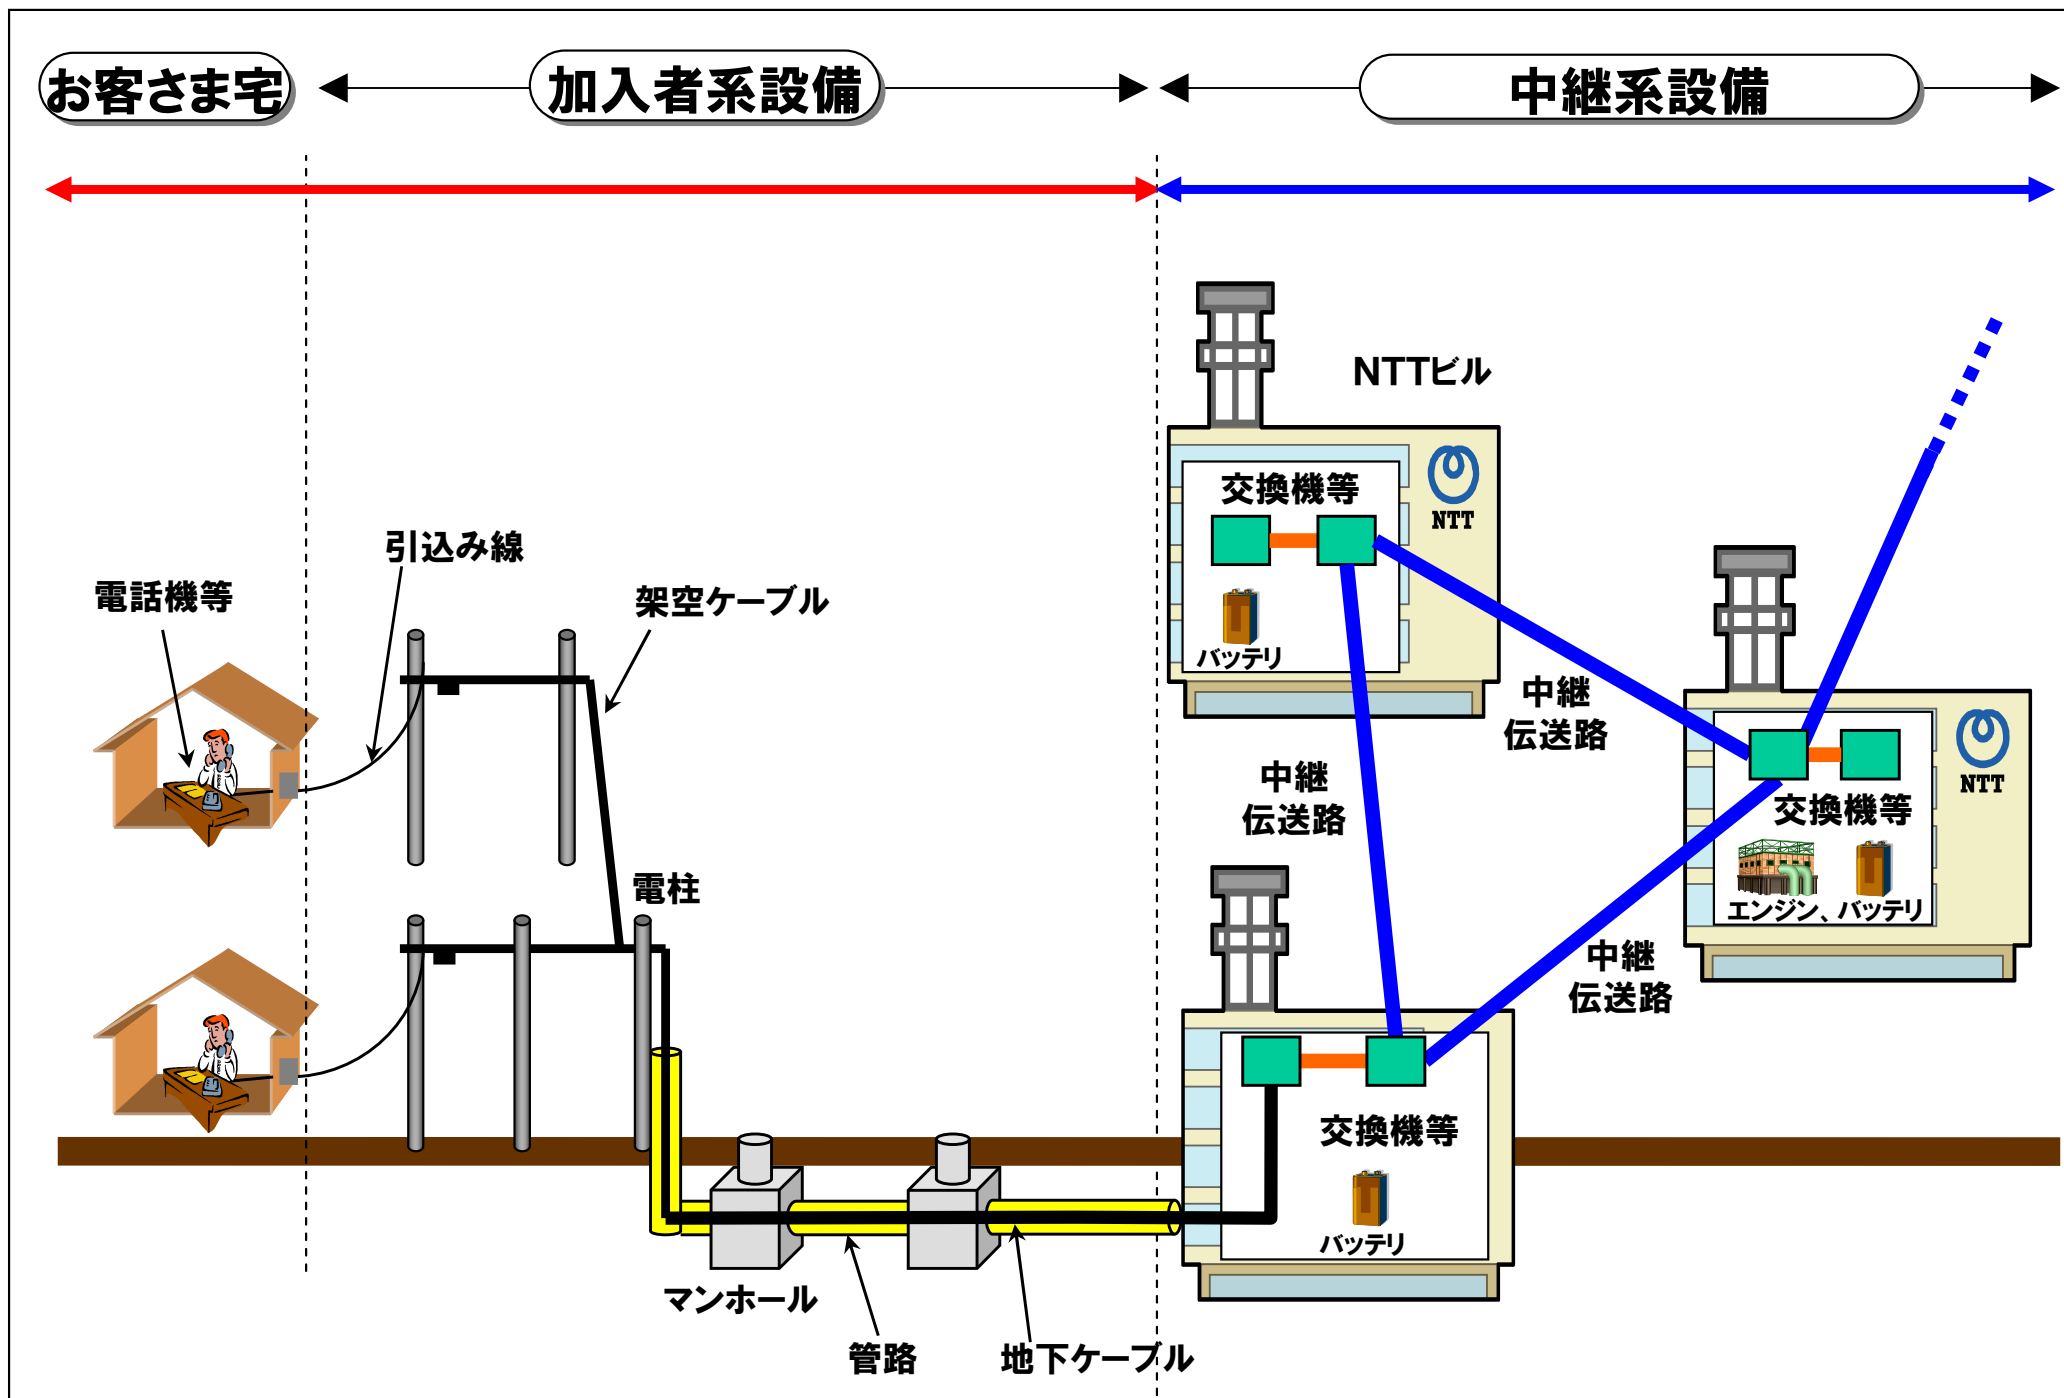 お客さま宅
加入者系設備
中継系設備
NTTビル
交換機等
NTT
バッテリ
引込み線
電話機等
架空ケーブル
中継
伝送路
中継
伝送路
NTT
交換機等
エンジン、バッテリ
電柱
中継
伝送路
交換機等
バッテリ
マンホール
管路
地下ケーブル